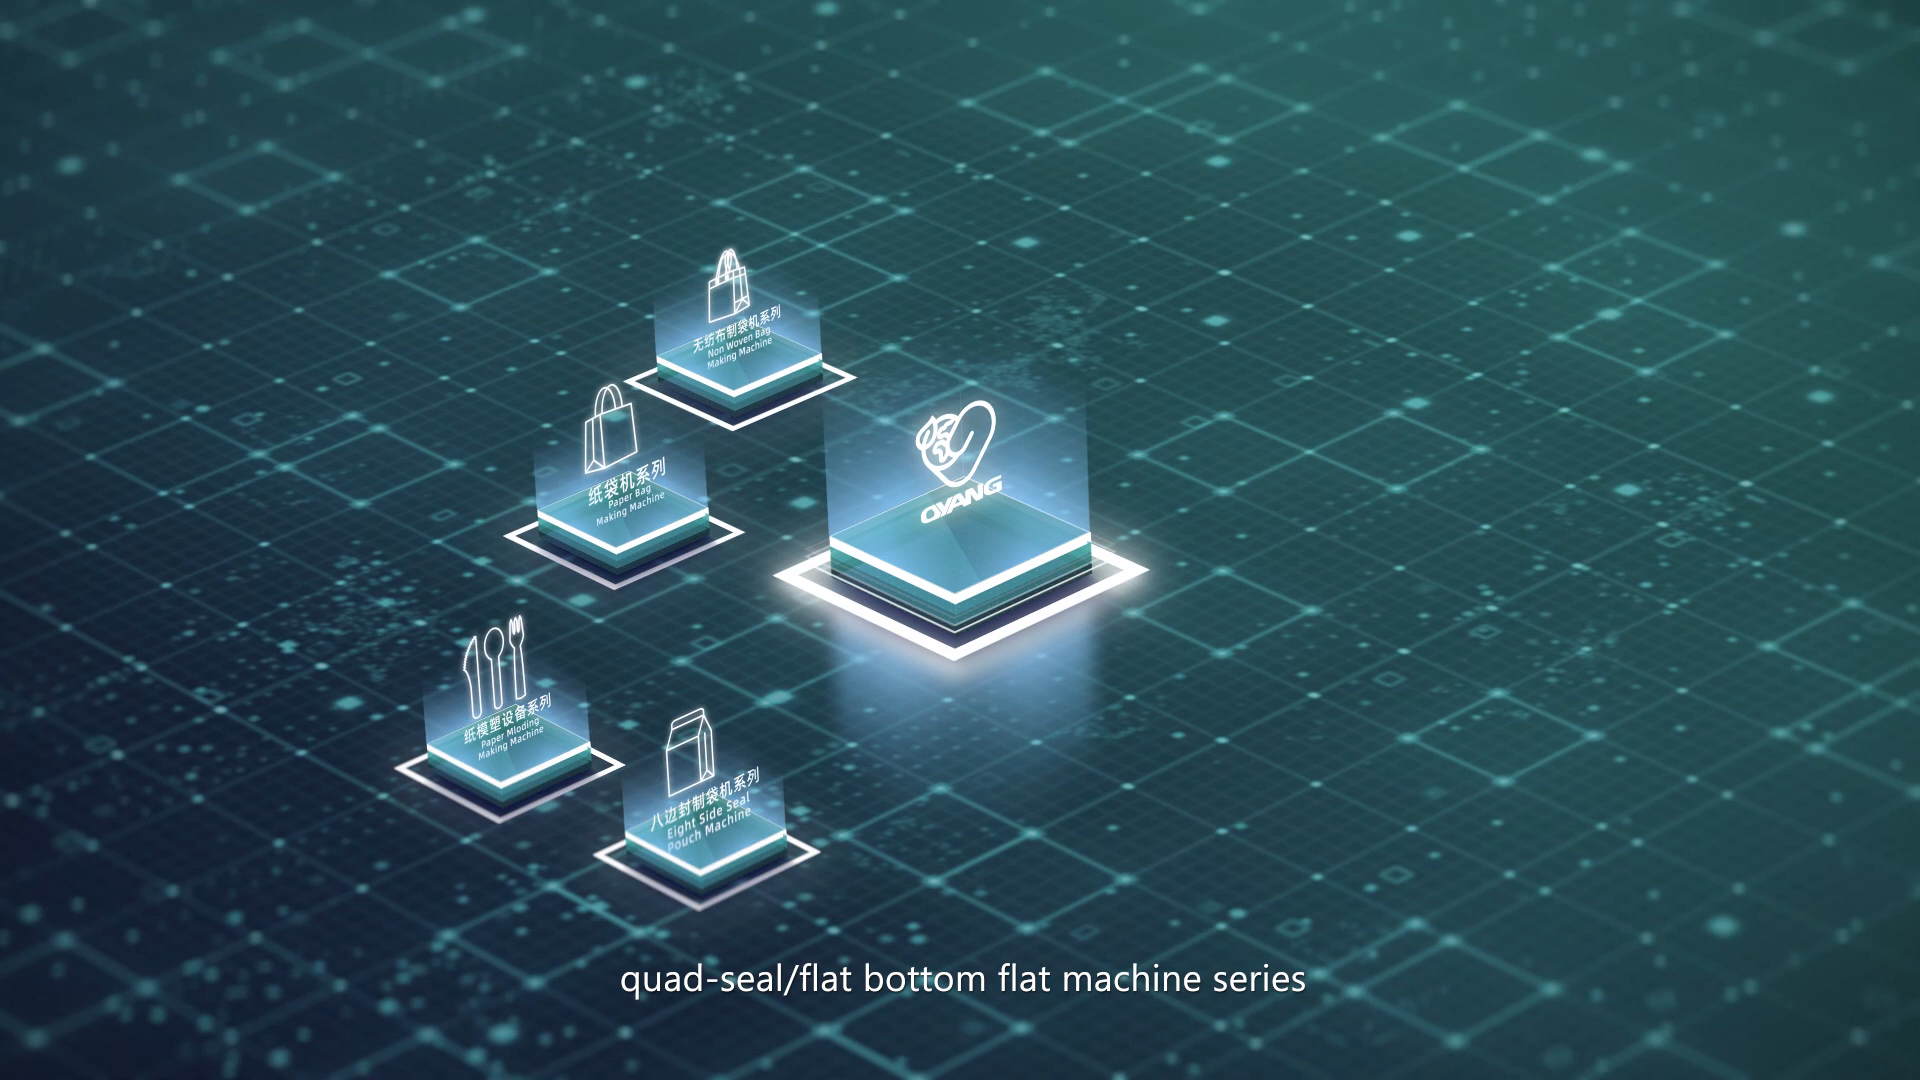 无纺布制袋机系列
Non Woven Bag
Making Machine
纸袋机系列
Paper Bag
Making Machine
OYANG
纸模塑设备系列
Paper Mloding
Making Machine
八边封制袋机系列
Eight Side Seal
Pouch Machine
quad-seal/flat bottom flat machine series